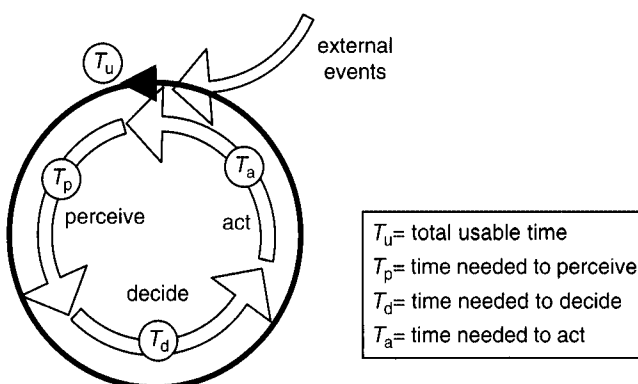 external
events
Tu
Tp
Ta
perceive
act
decide
Td
Tu= total usable time
Tp= time needed to perceive
Td= time needed to decide
Ta= time needed to act